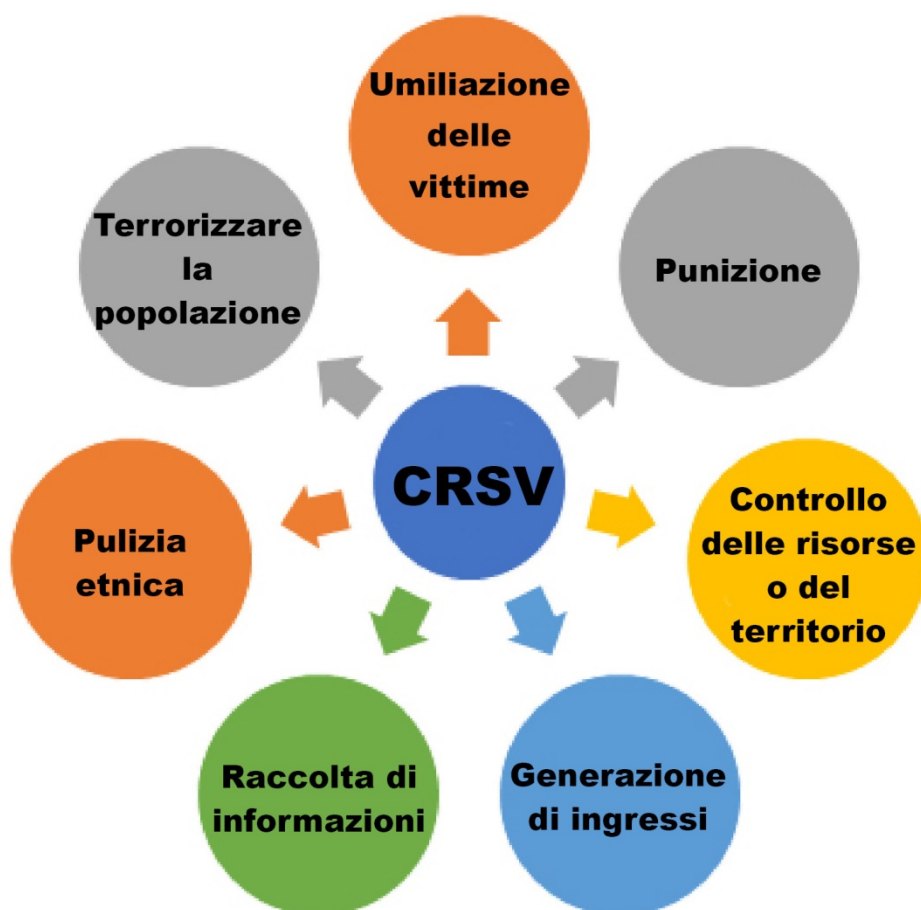 Umiliazione
delle
vittime
Terrorizzare
la
popolazione
Punizione
CRSV
Controllo
delle risorse
o del
territorio
Pulizia
etnica
Raccolta di
informazioni
Generazione
di ingressi